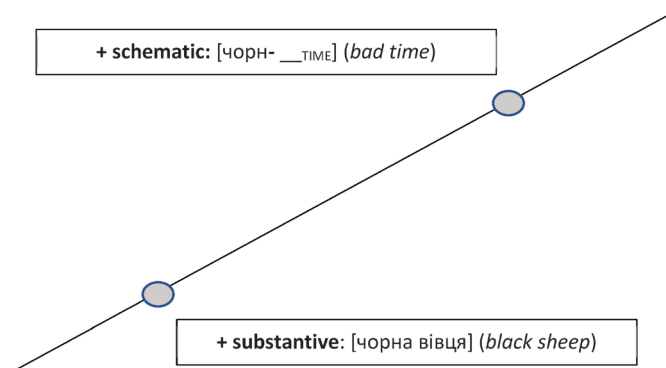 + schematic: [чорн- __TIME] (bad time)
+ substantive: [чорна вівця] (black sheep)